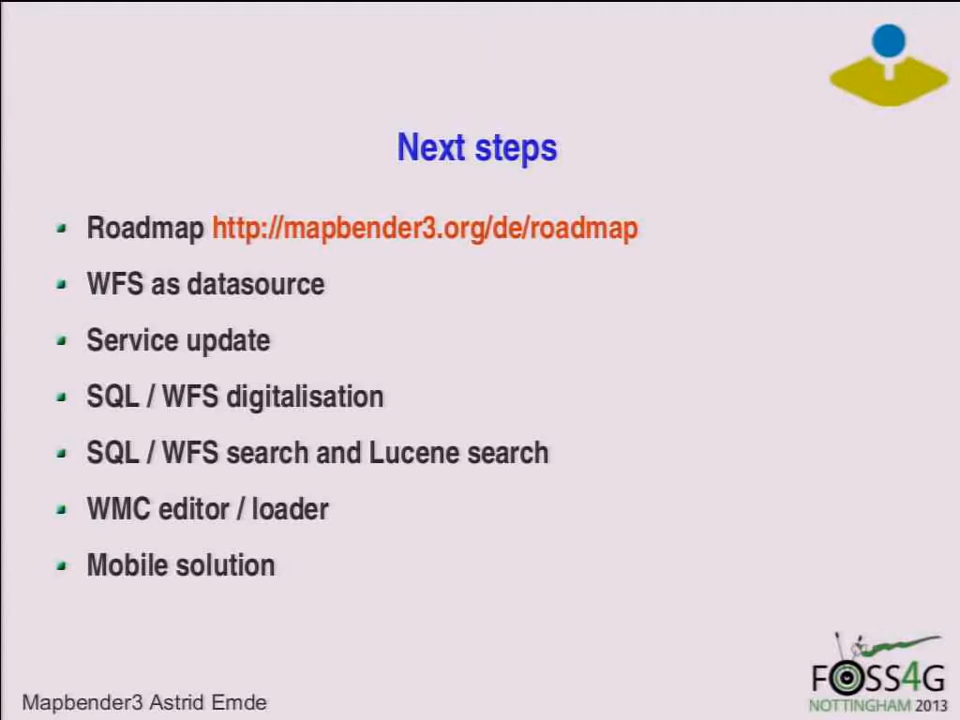 Next steps
Roadmap http://mapbender3.org/de/roadmap
WFS as datasource
Service update
SQL / WFS digitalisation
SQL / WFS search and Lucene search
WMC editor / loader
Mobile solution
Mapbender3 Astrid Emde
FOSS4G
NOTTINGHAM 2013